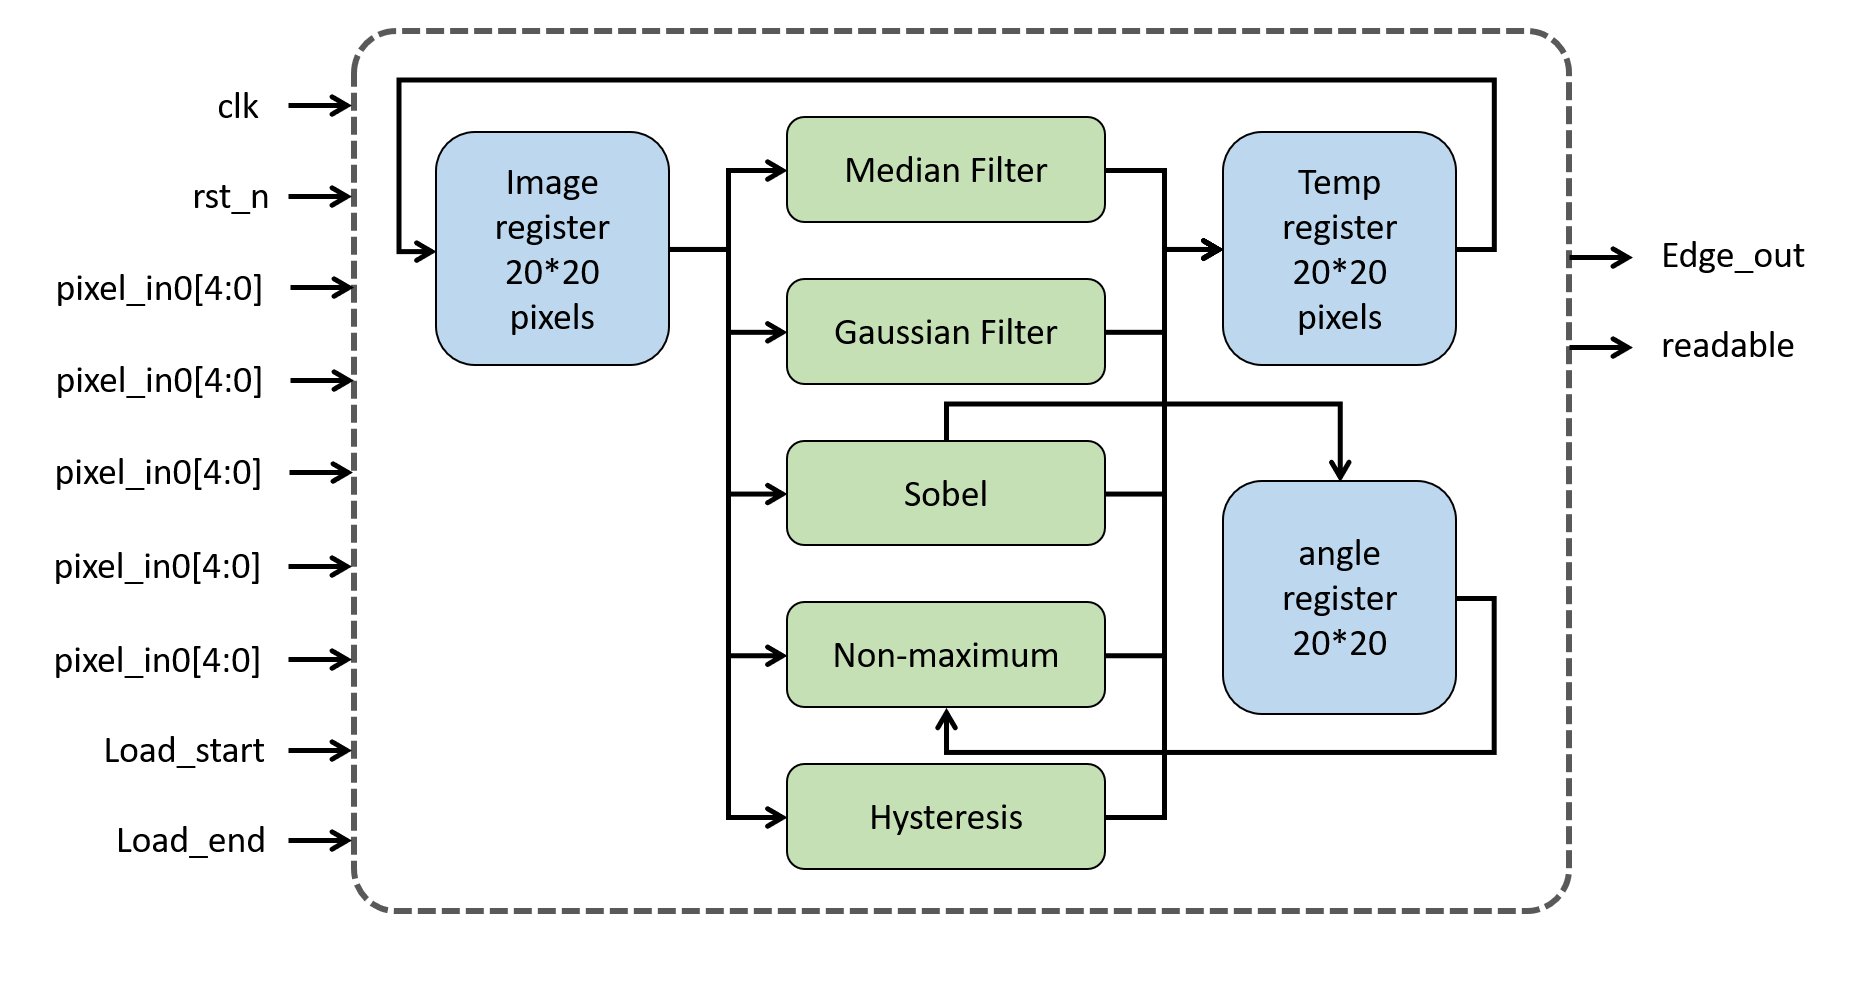 clk
rst_n
pixel_in0[4:0]
pixel_in0[4:0]
pixel_in0[4:0]
pixel_in0[4:0]
pixel_in0[4:0]
Load_start
Load_end
Image
register
20*20
pixels
Median Filter
Gaussian Filter
Sobel
Non-maximum
Hysteresis
Temp
register
20*20
pixels
angle
register
20*20
Edge_out
readable